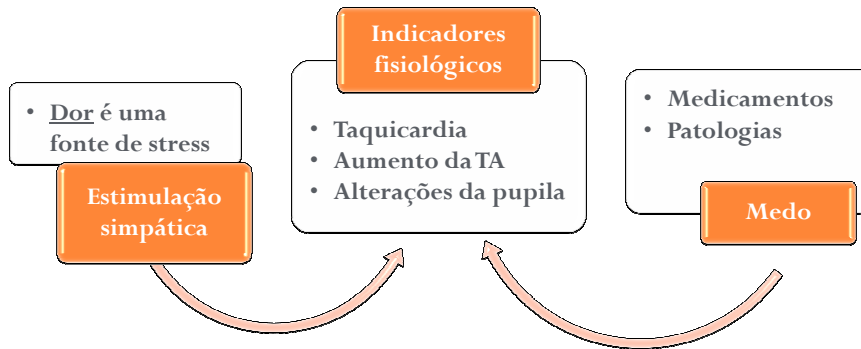 • Dor é uma
fonte de stress
Estimulação
simpática
Indicadores
fisiológicos
• Taquicardia
• Aumento da TA
• Alterações da pupila
• Medicamentos
• Patologias
Medo